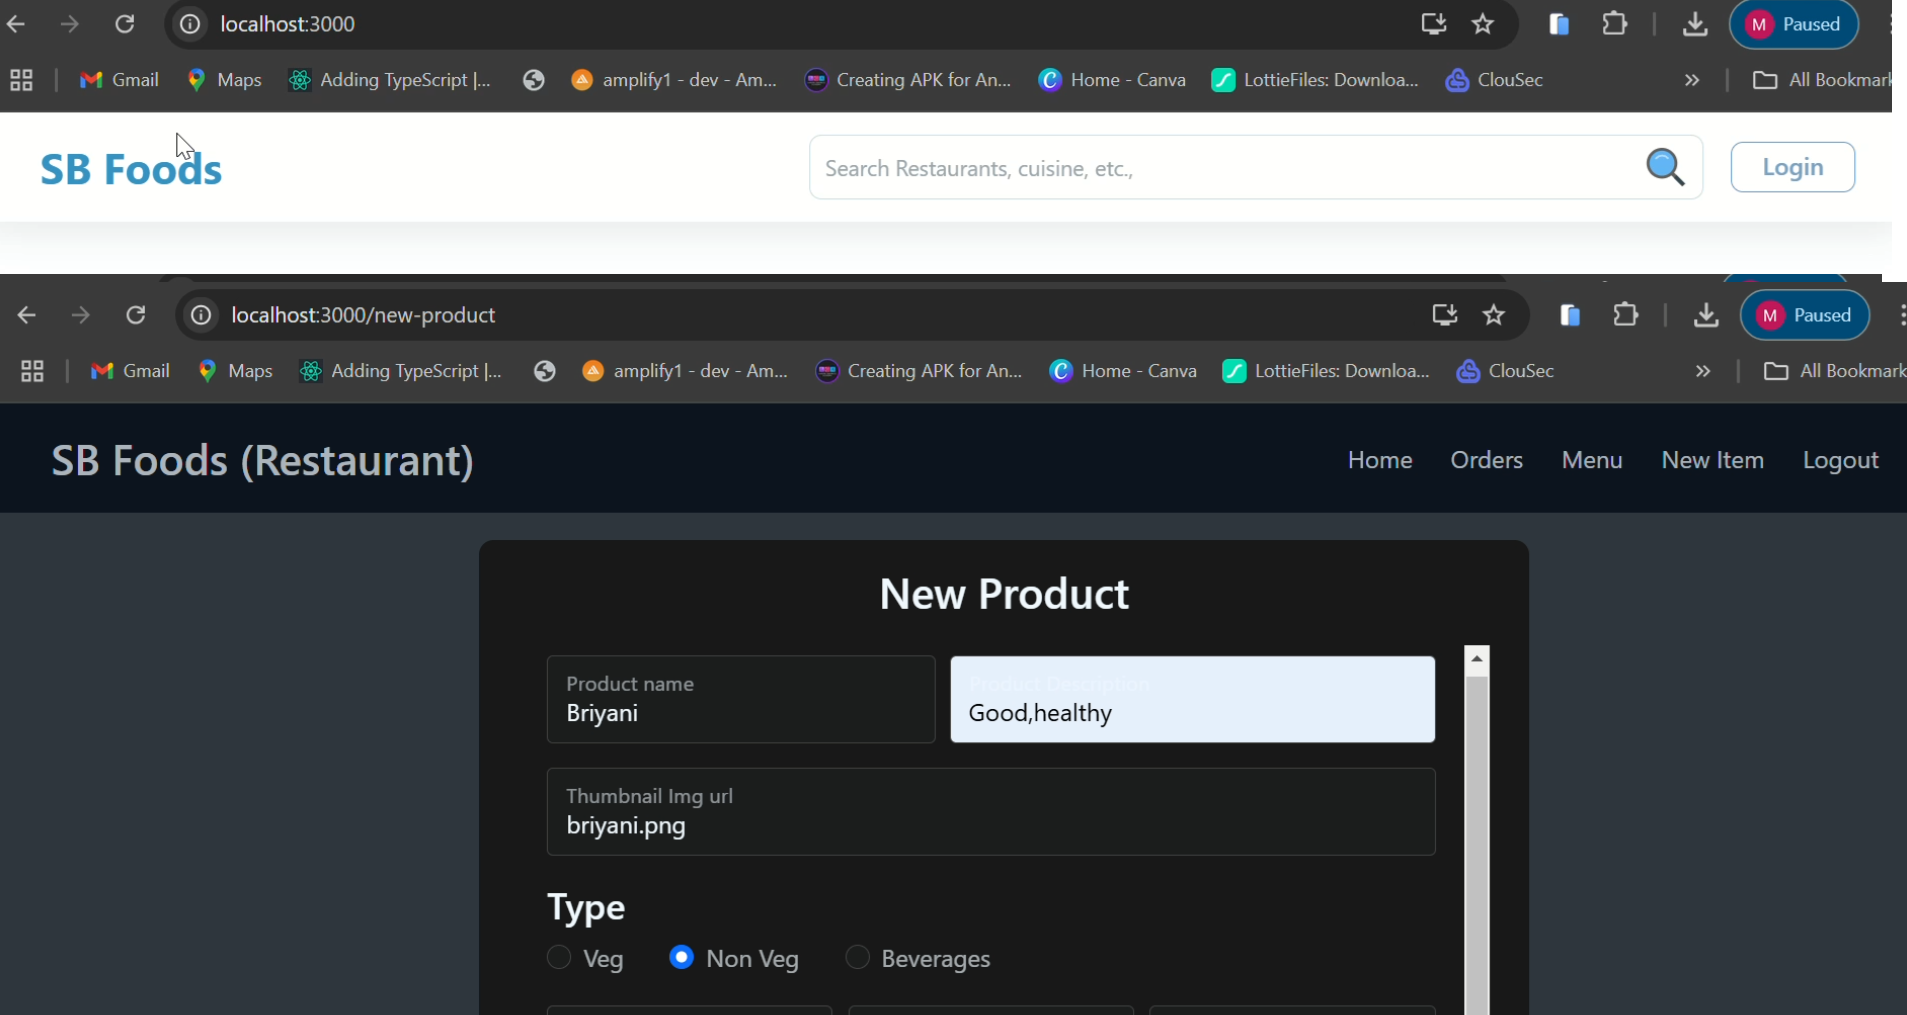 localhost:3000
M Paused
Gmail Maps Adding TypeScript |... amplify1 - dev - Am... Creating APK for An... Home - Canva LottieFiles: Downloa... ClouSec » All Bookmark
SB Foods Search Restaurants, cuisine, etc., Login
localhost:3000/new-product
M Paused
Gmail Maps Adding TypeScript |... amplify1 - dev - Am... Creating APK for An... Home - Canva LottieFiles: Downloa... ClouSec » All Bookmark
SB Foods (Restaurant) Home Orders Menu New Item Logout
New Product
Product name Product Description
Briyani Good,healthy
Thumbnail Img url
briyani.png
Type
Veg Non Veg Beverages